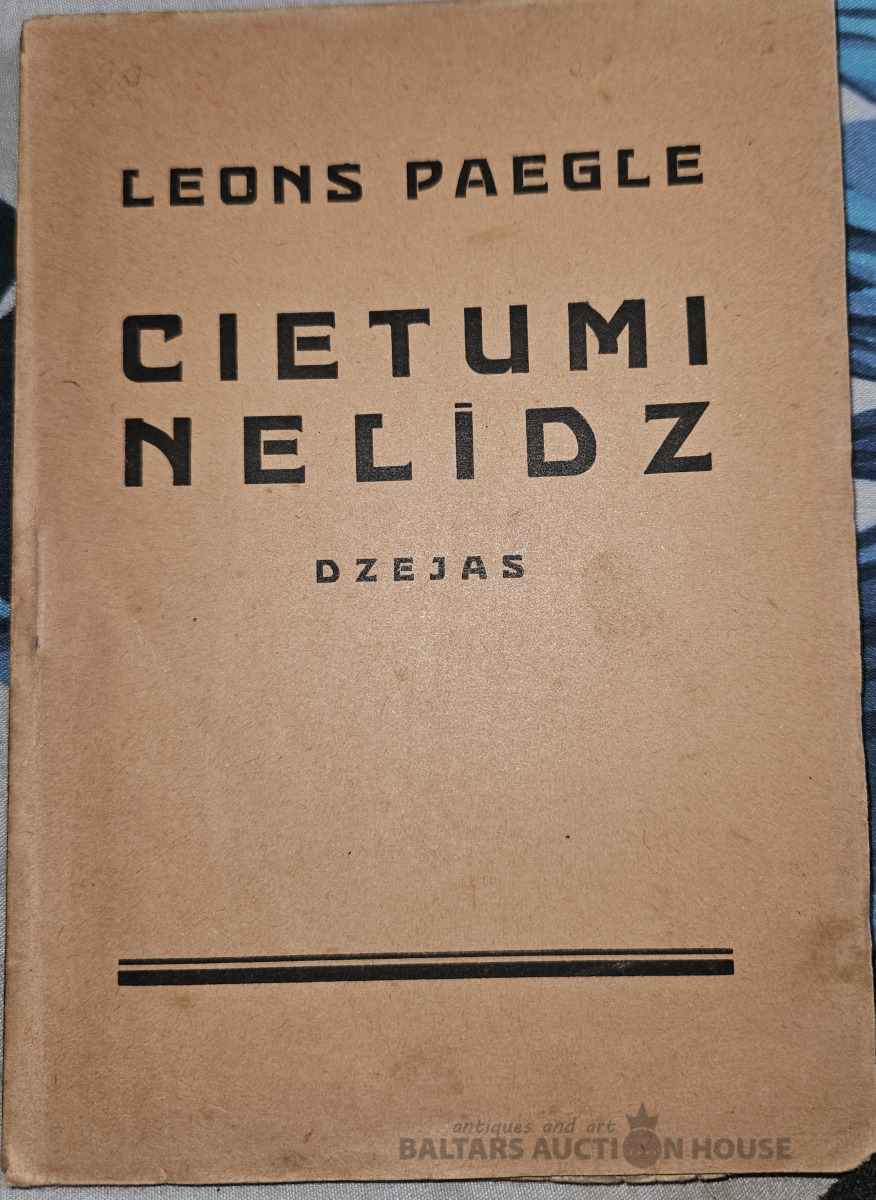 LEONS PAEGLE
CIETUMI
NELĪDZ
DZEJAS
antiques and art
BALTARS AUCTION HOUSE